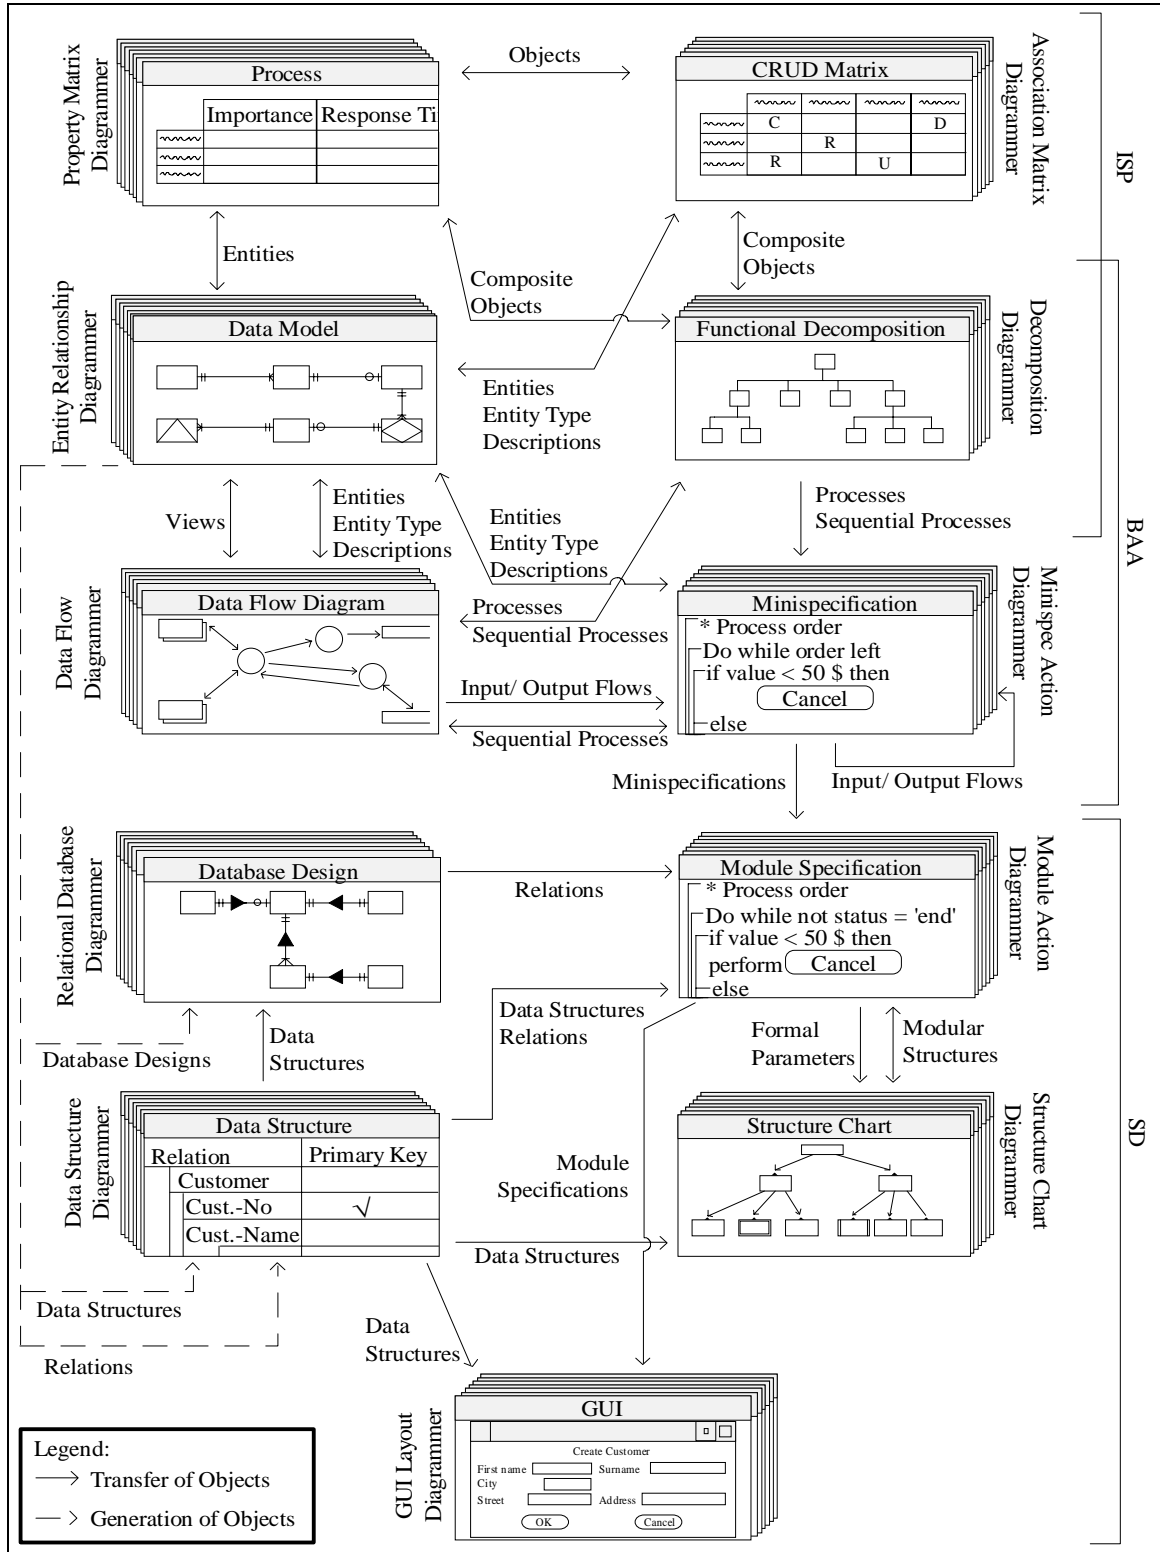 Property Matrix
Diagrammer
Process
Importance
Response Ti
Objects
CRUD Matrix
C
D
R
R
U
Association Matrix
Diagrammer
ISP
Entities
Composite
Objects
Composite
Objects
Entity Relationship
Diagrammer
Data Model
Entities
Entity Type
Descriptions
Functional Decomposition
Decomposition
Diagrammer
BAA
Views
Entities
Entity Type
Descriptions
Entities
Entity Type
Descriptions
Processes
Sequential Processes
Data Flow
Diagrammer
Data Flow Diagram
Processes
Sequential Processes
Input/ Output Flows
Sequential Processes
Minispecification
* Process order
Do while order left
if value < 50 $ then
Cancel
else
Minispec Action
Diagrammer
Minispecifications
Input/ Output Flows
Relational Database
Diagrammer
Database Design
Relations
Module Specification
* Process order
Do while not status = 'end'
if value < 50 $ then
perform Cancel
else
Module Action
Diagrammer
SD
Database Designs
Data
Structures
Data Structures
Relations
Formal
Parameters
Modular
Structures
Data Structure
Diagrammer
Data Structure
Relation
Primary Key
Customer
Cust.-No
√
Cust.-Name
Module
Specifications
Structure Chart
Structure Chart
Diagrammer
Data Structures
Data Structures
Relations
Data
Structures
GUI Layout
Diagrammer
GUI
Create Customer
First name
Surname
City
Street
Address
OK
Cancel
Legend:
Transfer of Objects
Generation of Objects